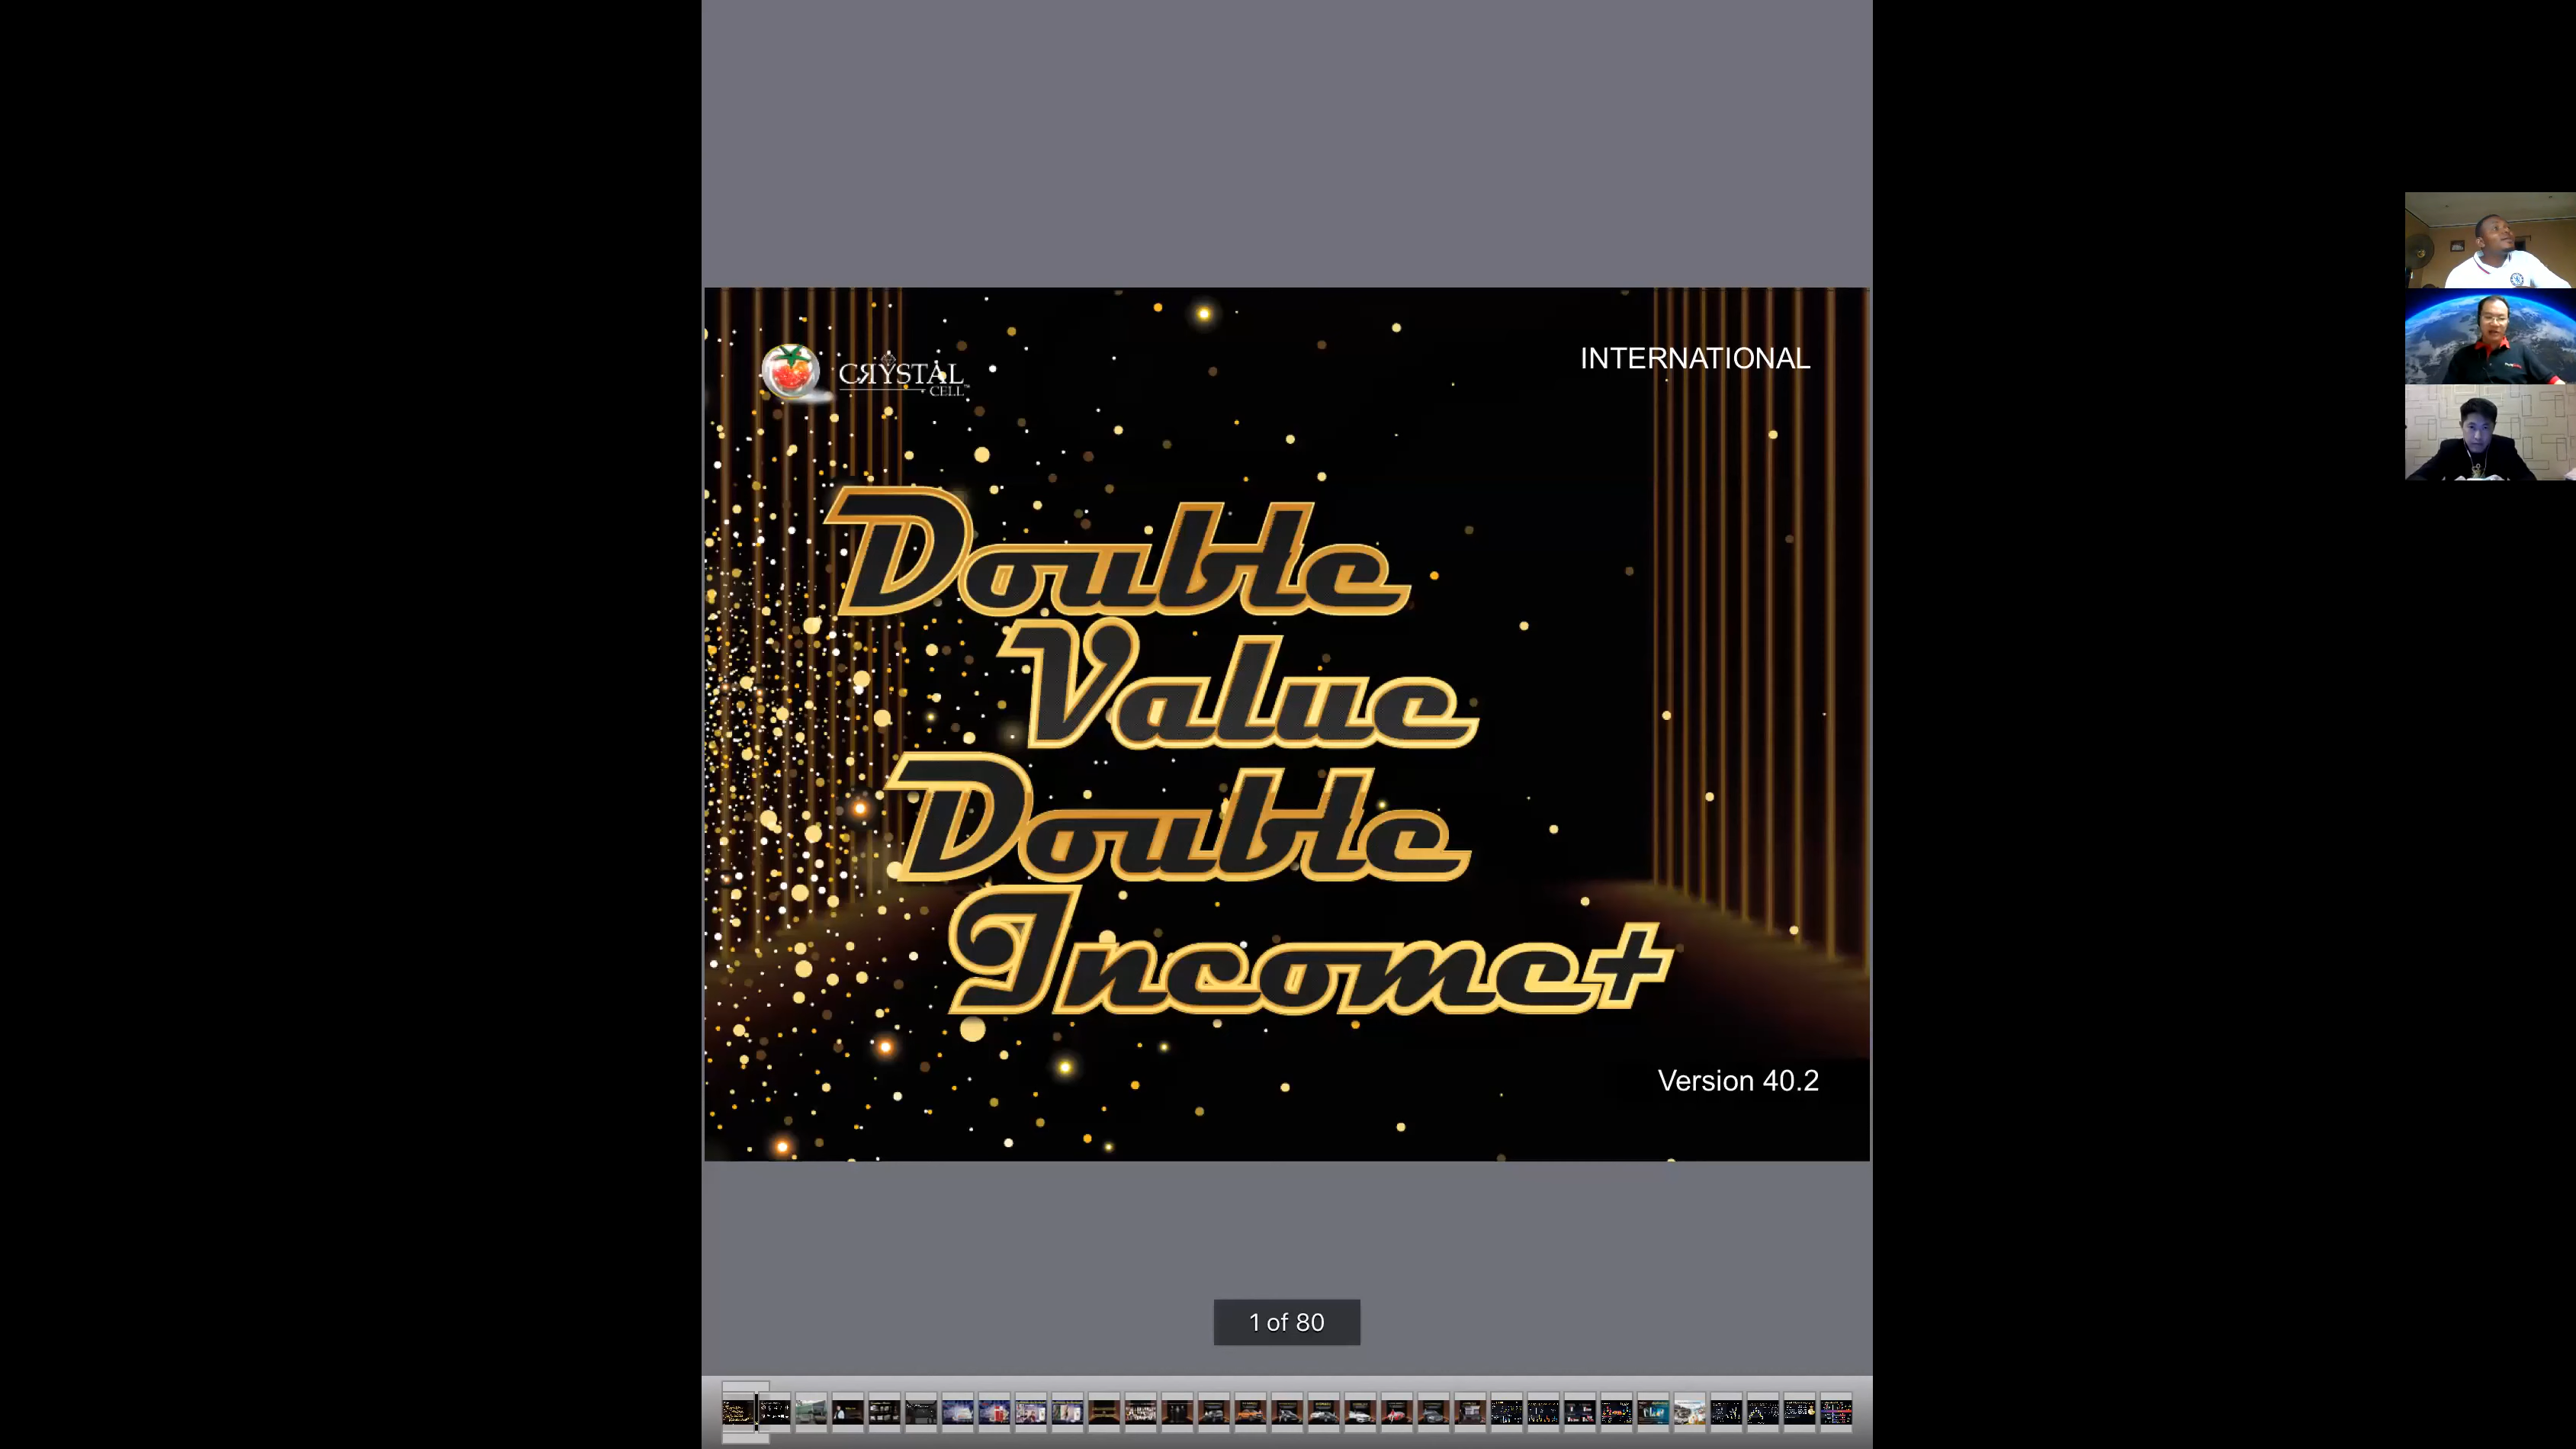 CRYSTAL
CELL
INTERNATIONAL
Double
Value
Double
Income+
Version 40.2
1 of 80